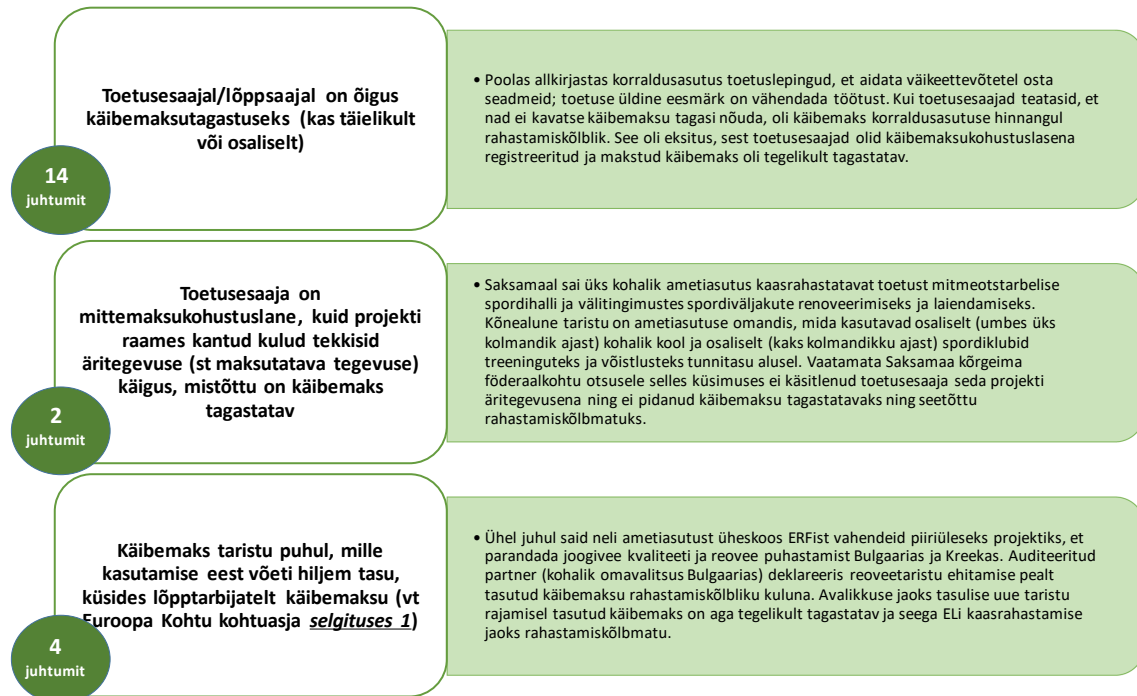 Toetusesaajal/lõppsaajal on õigus
käibemaksutagastuseks (kas täielikult
või osaliselt)
14
juhtumit
• Poolas allkirjastas korraldusasutus toetuslepingud, et aidata väikeettevõtetel osta
seadmeid; toetuse üldine eesmärk on vähendada töötust. Kui toetusesaajad teatasid, et
nad ei kavatse käibemaksu tagasi nõuda, oli käibemaks korraldusasutuse hinnangul
rahastamiskõlblik. See oli eksitus, sest toetusesaajad olid käibemaksukohustuslasena
registreeritud ja makstud käibemaks oli tegelikult tagastatav.
Toetusesaaja on
mittemaksukohustuslane, kuid projekti
raames kantud kulud tekkisid
äritegevuse (st maksutatava tegevuse)
käigus, mistõttu on käibemaks
tagastatav
2
juhtumit
• Saksamaal sai üks kohalik ametiasutus kaasrahastatavat toetust mitmeotstarbelise
spordihalli ja välitingimustes spordiväljakute renoveerimiseks ja laiendamiseks.
Kõnealune taristu on ametiasutuse omandis, mida kasutavad osaliselt (umbes üks
kolmandik ajast) kohalik kool ja osaliselt (kaks kolmandikku ajast) spordiklubid
treeninguteks ja võistlusteks tunnitasu alusel. Vaatamata Saksamaa kõrgeima
föderaalkohtu otsusele selles küsimuses ei käsitlenud toetusesaaja seda projekti
äritegevusena ning ei pidanud käibemaksu tagastatavaks ning seetõttu
rahastamiskõlbmatuks.
Käibemaks taristu puhul, mille
kasutamise eest võeti hiljem tasu,
küsides lõpptarbijatelt käibemaksu (vt
Euroopa Kohtu kohtuasja selgituses 1)
4
juhtumit
• Ühel juhul said neli ametiasutust üheskoos ERFist vahendeid piiriüleseks projektiks, et
parandada joogivee kvaliteeti ja reovee puhastamist Bulgaarias ja Kreekas. Auditeeritud
partner (kohalik omavalitsus Bulgaarias) deklareeris reoveetaristu ehitamise pealt
tasutud käibemaksu rahastamiskõlbliku kuluna. Avalikkuse jaoks tasulise uue taristu
rajamisel tasutud käibemaks on aga tegelikult tagastatav ja seega ELi kaasrahastamise
jaoks rahastamiskõlbmatu.